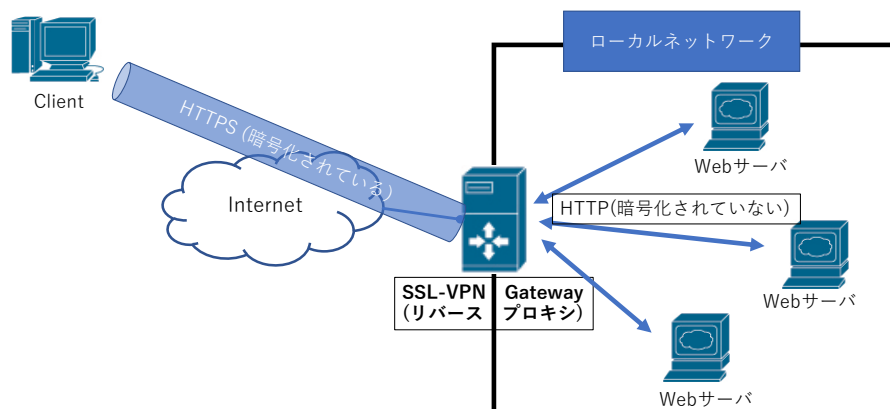 ローカルネットワーク
Client
HTTPS (暗号化されている)
Webサーバ
Internet
HTTP(暗号化されていない)
SSL-VPN Gateway
(リバース プロキシ)
Webサーバ
Webサーバ